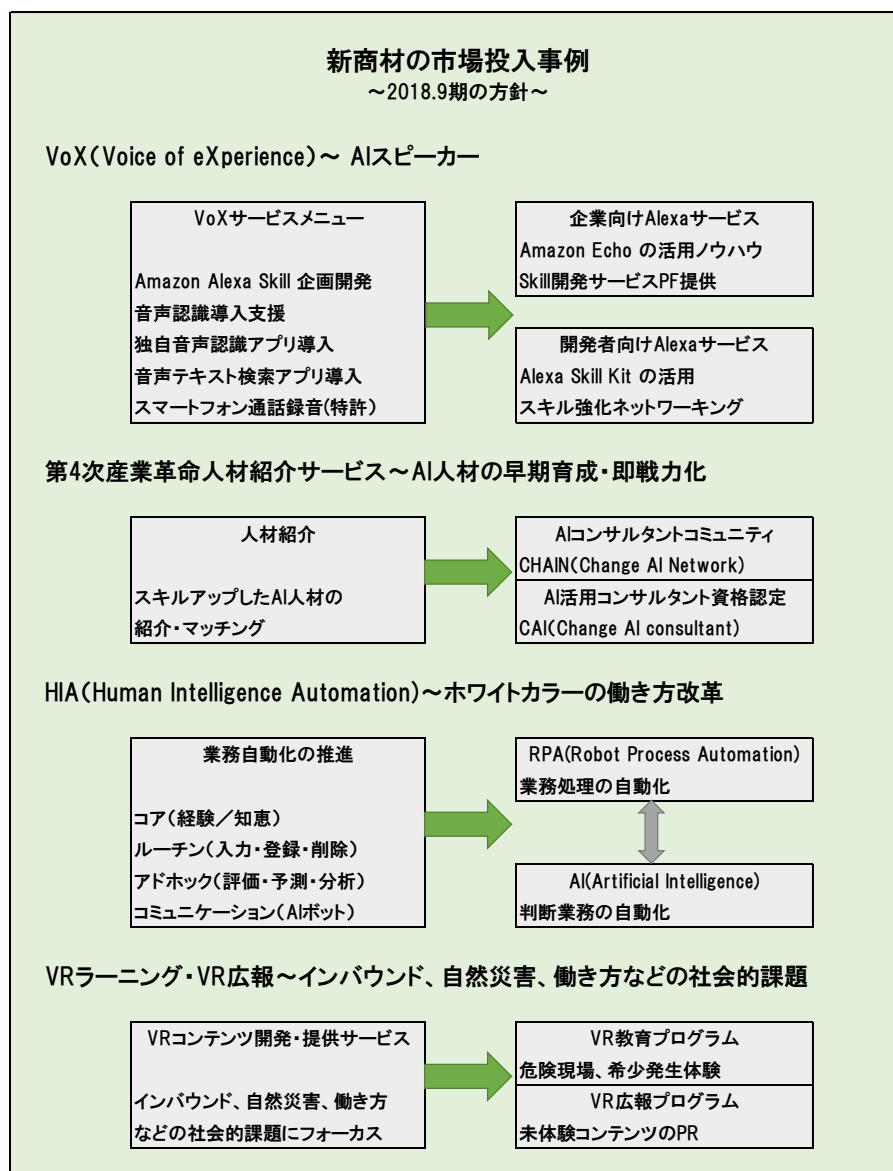 新商材の市場投入事例
～2018.9期の方針～
VoX(Voice of eXperience)～ AIスピーカー
VoXサービスメニュー
Amazon Alexa Skill 企画開発
音声認識導入支援
独自音声認識アプリ導入
音声テキスト検索アプリ導入
スマートフォン通話録音(特許)
企業向けAlexaサービス
Amazon Echo の活用ノウハウ
Skill開発サービスPF提供
開発者向けAlexaサービス
Alexa Skill Kit の活用
スキル強化ネットワーキング
第4次産業革命人材紹介サービス～AI人材の早期育成・即戦力化
人材紹介
スキルアップしたAI人材の
紹介・マッチング
AIコンサルタントコミュニティ
CHAIN(Change AI Network)
AI活用コンサルタント資格認定
CAI(Change AI consultant)
HIA(Human Intelligence Automation)～ホワイトカラーの働き方改革
業務自動化の推進
コア(経験／知恵)
ルーチン(入力・登録・削除)
アドホック(評価・予測・分析)
コミュニケーション(AIボット)
RPA(Robot Process Automation)
業務処理の自動化
AI(Artificial Intelligence)
判断業務の自動化
VRラーニング・VR広報～インバウンド、自然災害、働き方などの社会的課題
VRコンテンツ開発・提供サービス
インバウンド、自然災害、働き方
などの社会的課題にフォーカス
VR教育プログラム
危険現場、希少発生体験
VR広報プログラム
未体験コンテンツのPR